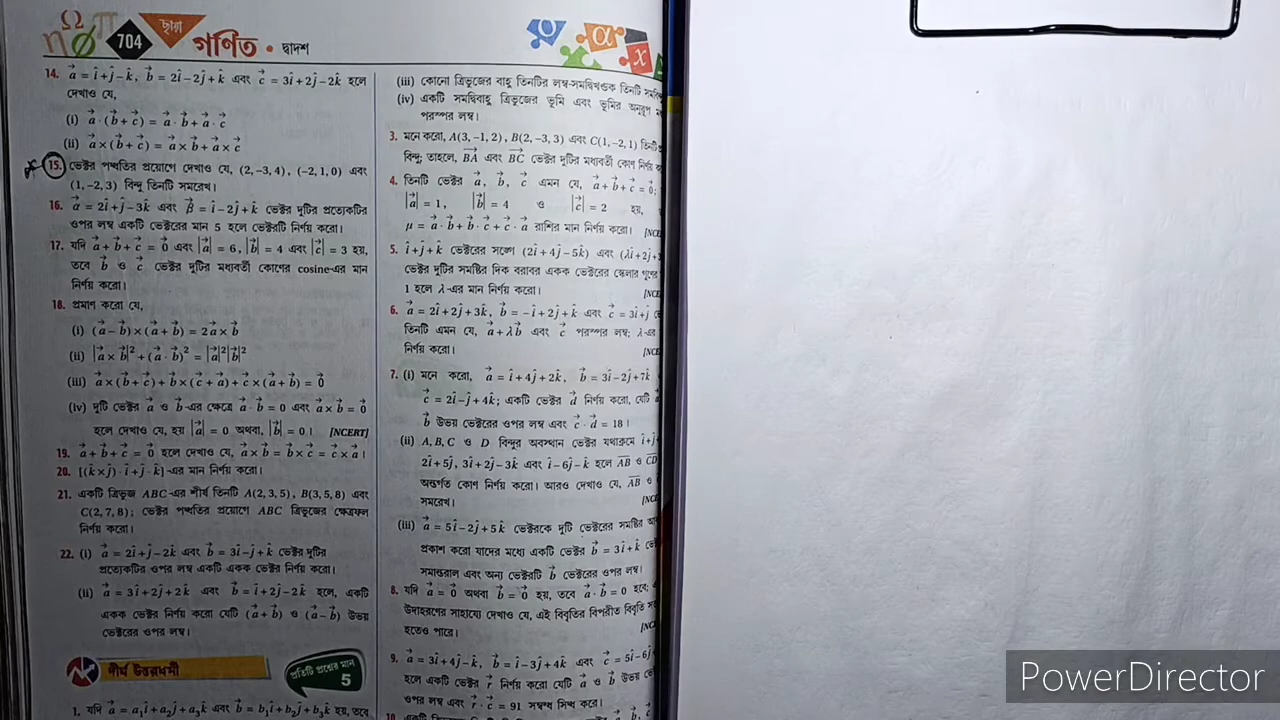 704
ছায়া
গণিত • দ্বাদশ
14. a⃗ = î+ĵ−k̂, b⃗ = 2î−2ĵ+k̂ এবং c⃗ = 3î+2ĵ−2k̂ হলে
দেখাও যে,
(i) a⃗·(b⃗+c⃗) = a⃗·b⃗+a⃗·c⃗
(ii) a⃗×(b⃗+c⃗) = a⃗×b⃗+a⃗×c⃗
15. ভেক্টর পদ্ধতির প্রয়োগে দেখাও যে, (2, −3, 4), (−2, 1, 0) এবং
(1, −2, 3) বিন্দু তিনটি সমরেখ।
16. α⃗ = 2î+ĵ−3k̂ এবং β⃗ = î−2ĵ+k̂ ভেক্টর দুটির প্রত্যেকটির
ওপর লম্ব একটি ভেক্টরের মান 5 হলে ভেক্টরটি নির্ণয় করো।
17. যদি a⃗+b⃗+c⃗ = 0⃗ এবং |a⃗| = 6, |b⃗| = 4 এবং |c⃗| = 3 হয়,
তবে b⃗ ও c⃗ ভেক্টর দুটির মধ্যবর্তী কোণের cosine-এর মান
নির্ণয় করো।
18. প্রমাণ করো যে,
(i) (a⃗−b⃗)×(a⃗+b⃗) = 2a⃗×b⃗
(ii) |a⃗×b⃗|²+(a⃗·b⃗)² = |a⃗|²|b⃗|²
(iii) a⃗×(b⃗+c⃗)+b⃗×(c⃗+a⃗)+c⃗×(a⃗+b⃗) = 0⃗
(iv) দুটি ভেক্টর a⃗ ও b⃗-এর ক্ষেত্রে a⃗·b⃗ = 0 এবং a⃗×b⃗ = 0⃗
হলে দেখাও যে, হয় |a⃗| = 0 অথবা, |b⃗| = 0। [NCERT]
19. a⃗+b⃗+c⃗ = 0⃗ হলে দেখাও যে, a⃗×b⃗ = b⃗×c⃗ = c⃗×a⃗।
20. [(k̂×ĵ)·î+ĵ·k̂]-এর মান নির্ণয় করো।
21. একটি ত্রিভুজ ABC-এর শীর্ষ তিনটি A(2, 3, 5), B(3, 5, 8) এবং
C(2, 7, 8); ভেক্টর পদ্ধতির প্রয়োগে ABC ত্রিভুজের ক্ষেত্রফল
নির্ণয় করো।
22. (i) a⃗ = 2î+ĵ−2k̂ এবং b⃗ = 3î−ĵ+k̂ ভেক্টর দুটির
প্রত্যেকটির ওপর লম্ব একটি একক ভেক্টর নির্ণয় করো।
(ii) a⃗ = 3î+2ĵ+2k̂ এবং b⃗ = î+2ĵ−2k̂ হলে, একটি
একক ভেক্টর নির্ণয় করো যেটি (a⃗+b⃗) ও (a⃗−b⃗) উভয়
ভেক্টরের ওপর লম্ব।
দীর্ঘ উত্তরধর্মী
প্রতিটি প্রশ্নের মান 5
1. যদি a⃗ = a₁î+a₂ĵ+a₃k̂ এবং b⃗ = b₁î+b₂ĵ+b₃k̂ হয়, তবে
(iii) কোনো ত্রিভুজের বাহু তিনটির লম্ব-সমদ্বিখণ্ডক তিনটি
(iv) একটি সমদ্বিবাহু ত্রিভুজের ভূমি এবং ভূমির অনুরূপ
পরস্পর লম্ব।
3. মনে করো, A(3, −1, 2), B(2, −3, 3) এবং C(1, −2, 1)
বিন্দু; তাহলে, BA⃗ এবং BC⃗ ভেক্টর দুটির মধ্যবর্তী কোণ নির্ণয়
4. তিনটি ভেক্টর a⃗, b⃗, c⃗ এমন যে, a⃗+b⃗+c⃗ = 0⃗;
|a⃗| = 1, |b⃗| = 4 ও |c⃗| = 2 হয়,
μ = a⃗·b⃗+b⃗·c⃗+c⃗·a⃗ রাশির মান নির্ণয় করো। [NCE
5. î+ĵ+k̂ ভেক্টরের সঙ্গে (2î+4ĵ−5k̂) এবং (λî+2ĵ+
ভেক্টর দুটির সমষ্টির দিক বরাবর একক ভেক্টরের স্কেলার গুণের
1 হলে λ-এর মান নির্ণয় করো। [NCE
6. a⃗ = 2î+2ĵ+3k̂, b⃗ = −î+2ĵ+k̂ এবং c⃗ = 3î+ĵ
তিনটি এমন যে, a⃗+λb⃗ এবং c⃗ পরস্পর লম্ব; λ-এর
নির্ণয় করো। [NCE
7. (i) মনে করো, a⃗ = î+4ĵ+2k̂, b⃗ = 3î−2ĵ+7k̂
c⃗ = 2î−ĵ+4k̂; একটি ভেক্টর d⃗ নির্ণয় করো, যেটি
b⃗ উভয় ভেক্টরের ওপর লম্ব এবং c⃗·d⃗ = 18।
(ii) A, B, C ও D বিন্দুর অবস্থান ভেক্টর যথাক্রমে î+ĵ
2î+5ĵ, 3î+2ĵ−3k̂ এবং î−6ĵ−k̂ হলে AB ও CD
অন্তর্গত কোণ নির্ণয় করো। আরও দেখাও যে, AB ও
সমরেখ। [NCE
(iii) a⃗ = 5î−2ĵ+5k̂ ভেক্টরকে দুটি ভেক্টরের সমষ্টির
প্রকাশ করো যাদের মধ্যে একটি ভেক্টর b⃗ = 3î+k̂
সমান্তরাল এবং অন্য ভেক্টরটি b⃗ ভেক্টরের ওপর লম্ব।
8. যদি a⃗ = 0⃗ অথবা b⃗ = 0⃗ হয়, তবে a⃗·b⃗ = 0 হবে;
উদাহরণের সাহায্যে দেখাও যে, এই বিবৃতির বিপরীত বিবৃতি
হতেও পারে। [NCE
9. a⃗ = 3î+4ĵ−k̂, b⃗ = î−3ĵ+4k̂ এবং c⃗ = 5î−6ĵ
হলে একটি ভেক্টর r⃗ নির্ণয় করো যেটি a⃗ ও b⃗ উভয়
ওপর লম্ব এবং r⃗·c⃗ = 91 সম্বন্ধ সিদ্ধ করে।
PowerDirector